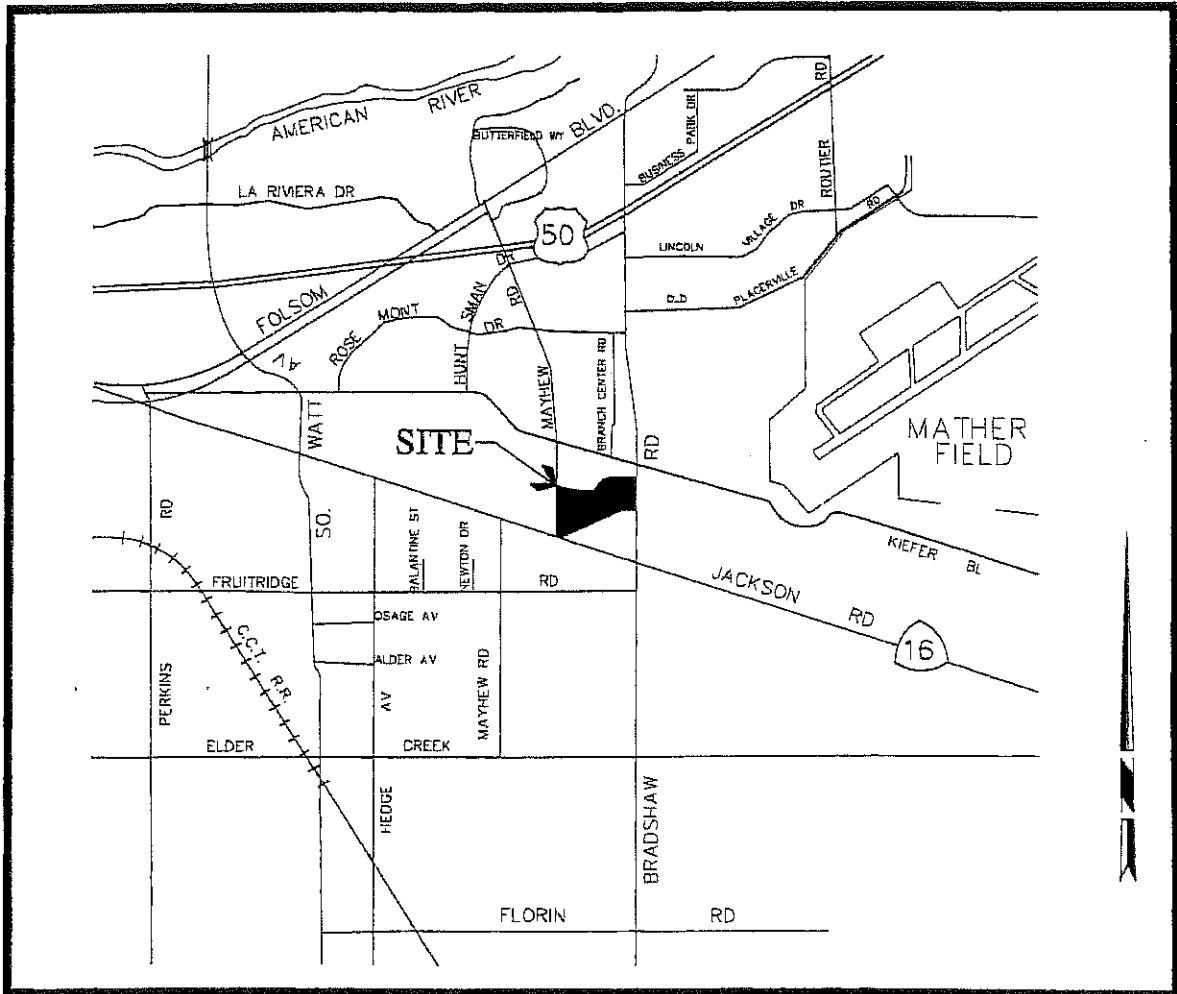 AMERICAN RIVER
BUTTERFIELD WY
BLVD.
BUSINESS PARK DR
ROUTIER RD
LA RIVIERA DR
50
LINCOLN VILLAGE DR
FOLSOM
ROSE MONT DR
HUNT SMAN DR
MAYHEW RD
OLD PLACERVILLE RD
BRANCH CENTER RD
MATHER
FIELD
SITE
SO. WATT AV
RD
KIEFER BL
BALANTINE ST
NEWTON DR
FRUITRIDGE RD
JACKSON RD
16
OSAGE AV
ALDER AV
C.C.T. R.R.
PERKINS RD
MAYHEW RD
ELDER CREEK
HEDGE AV
BRADSHAW
FLORIN RD
N